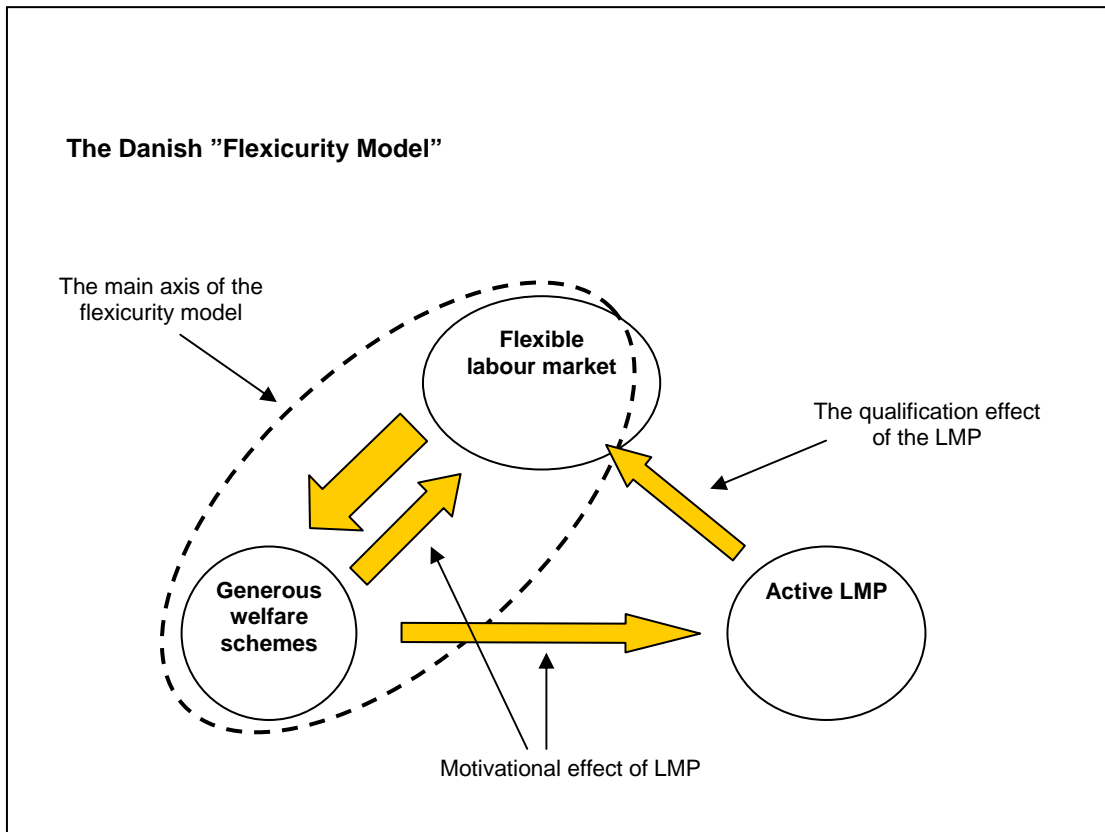 The Danish ”Flexicurity Model”
The main axis of the
flexicurity model
Flexible
labour market
The qualification effect
of the LMP
Generous
welfare
schemes
Active LMP
Motivational effect of LMP